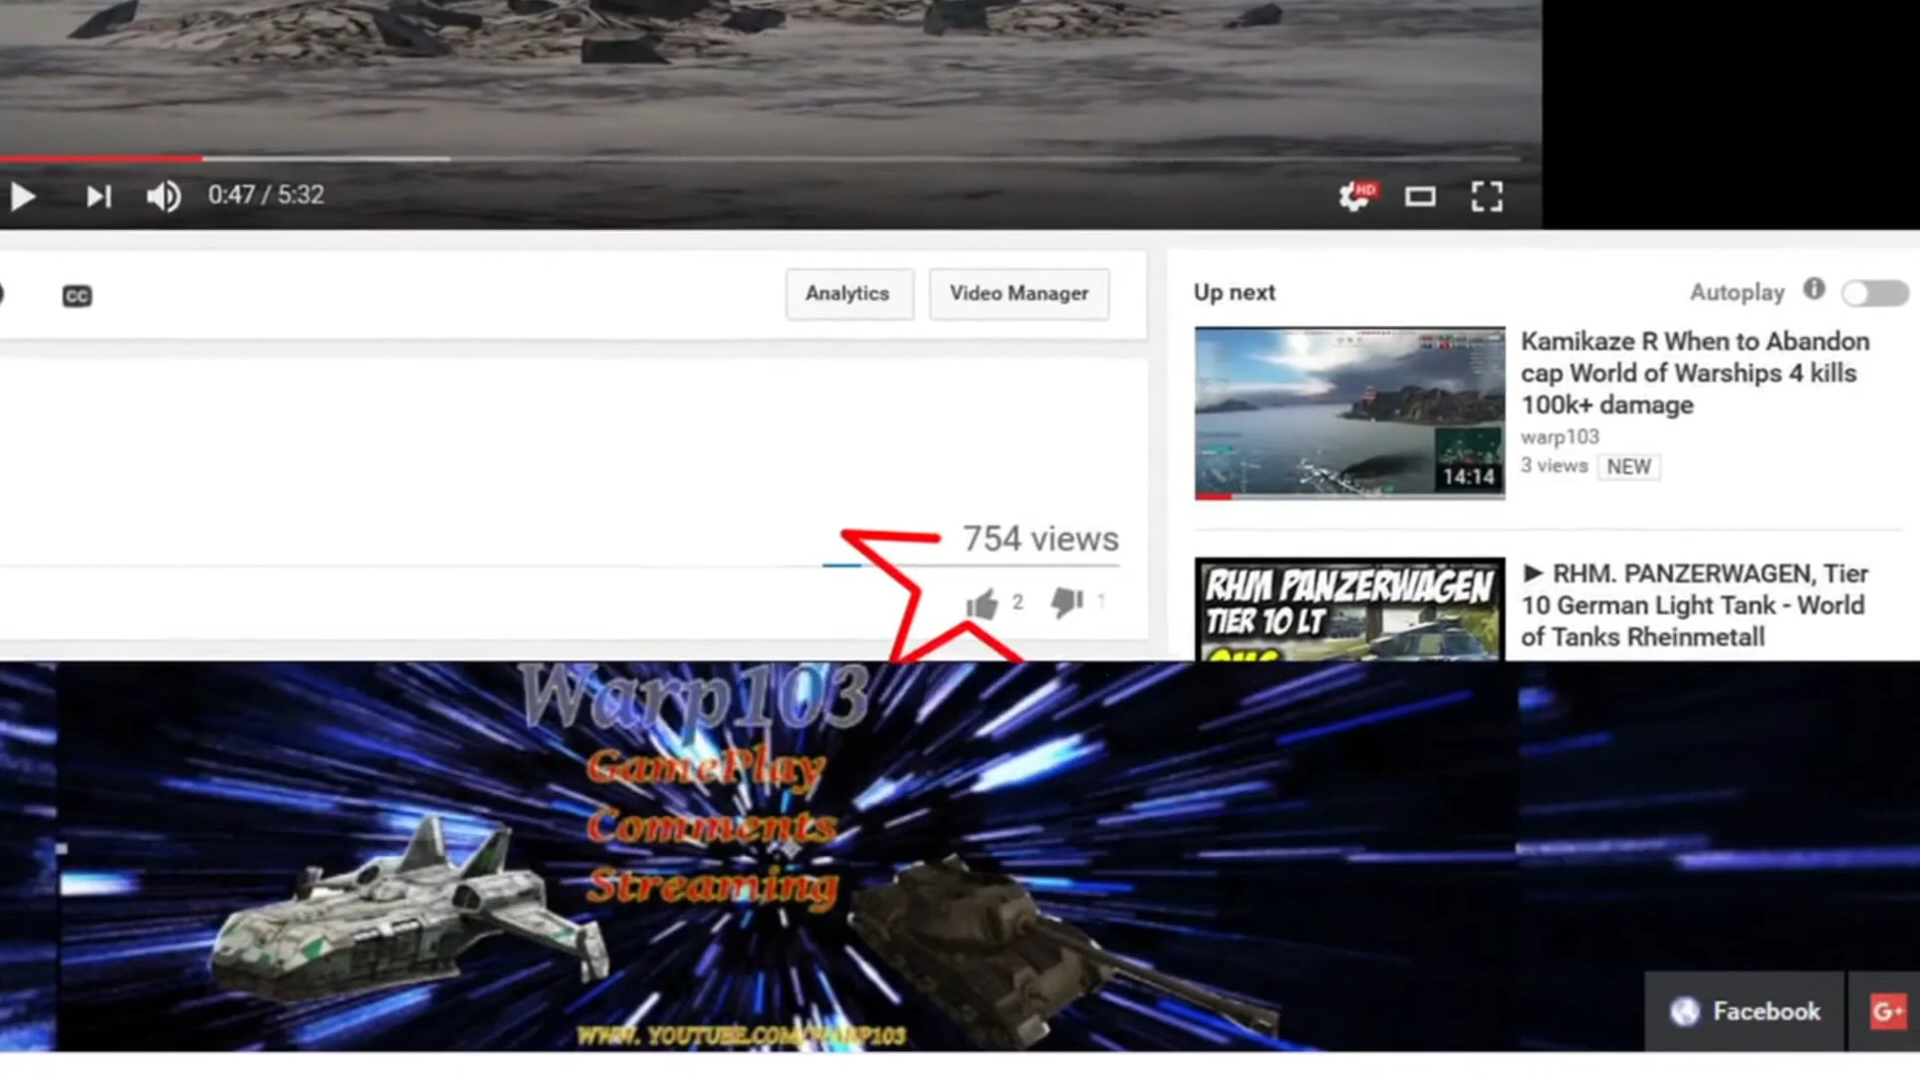 0:47 / 5:32
HD
CC
Analytics
Video Manager
Up next
Autoplay
Kamikaze R When to Abandon
cap World of Warships 4 kills
100k+ damage
warp103
3 views NEW
14:14
754 views
2
1
RHM PANZERWAGEN
TIER 10 LT
► RHM. PANZERWAGEN, Tier
10 German Light Tank - World
of Tanks Rheinmetall
Warp103
GamePlay
Comments
Streaming
WWW. YOUTUBE.COM/WARP103
Facebook
G+